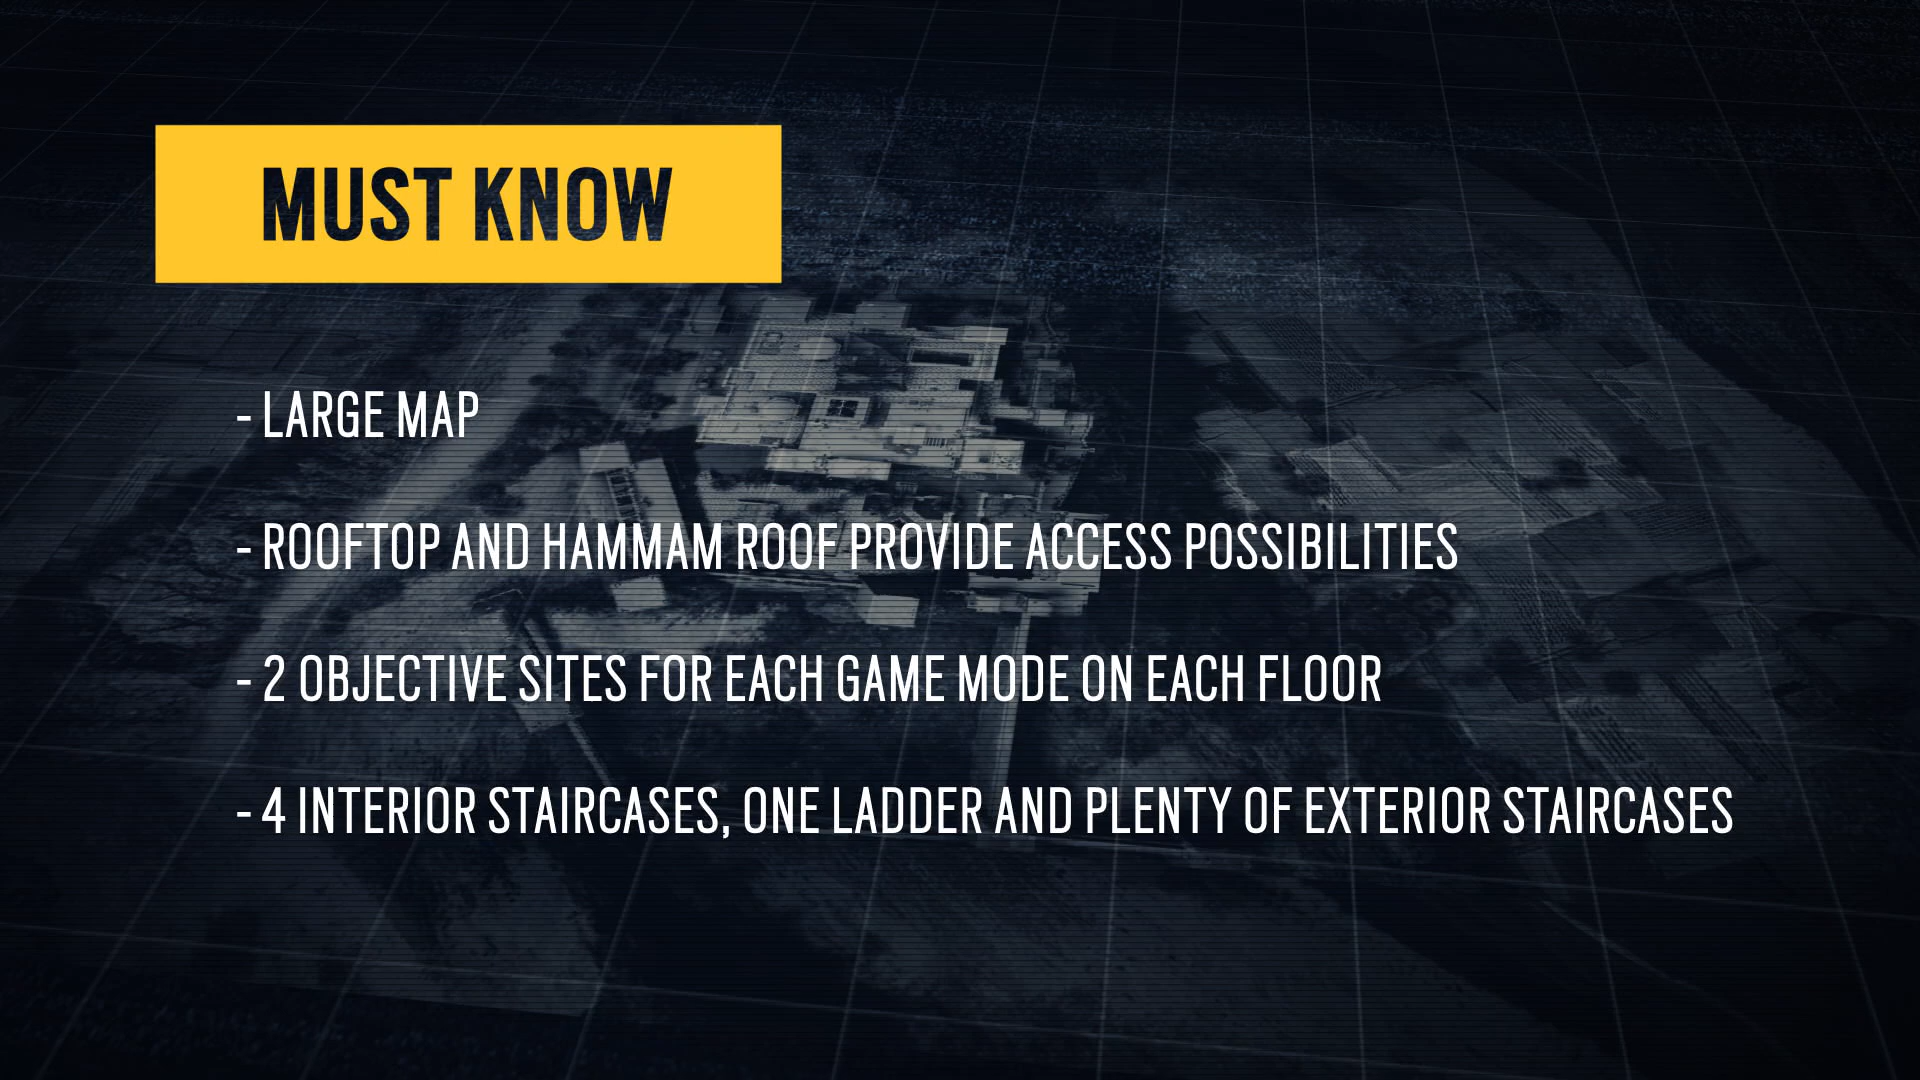 MUST KNOW
- LARGE MAP
- ROOFTOP AND HAMMAM ROOF PROVIDE ACCESS POSSIBILITIES
- 2 OBJECTIVE SITES FOR EACH GAME MODE ON EACH FLOOR
- 4 INTERIOR STAIRCASES, ONE LADDER AND PLENTY OF EXTERIOR STAIRCASES